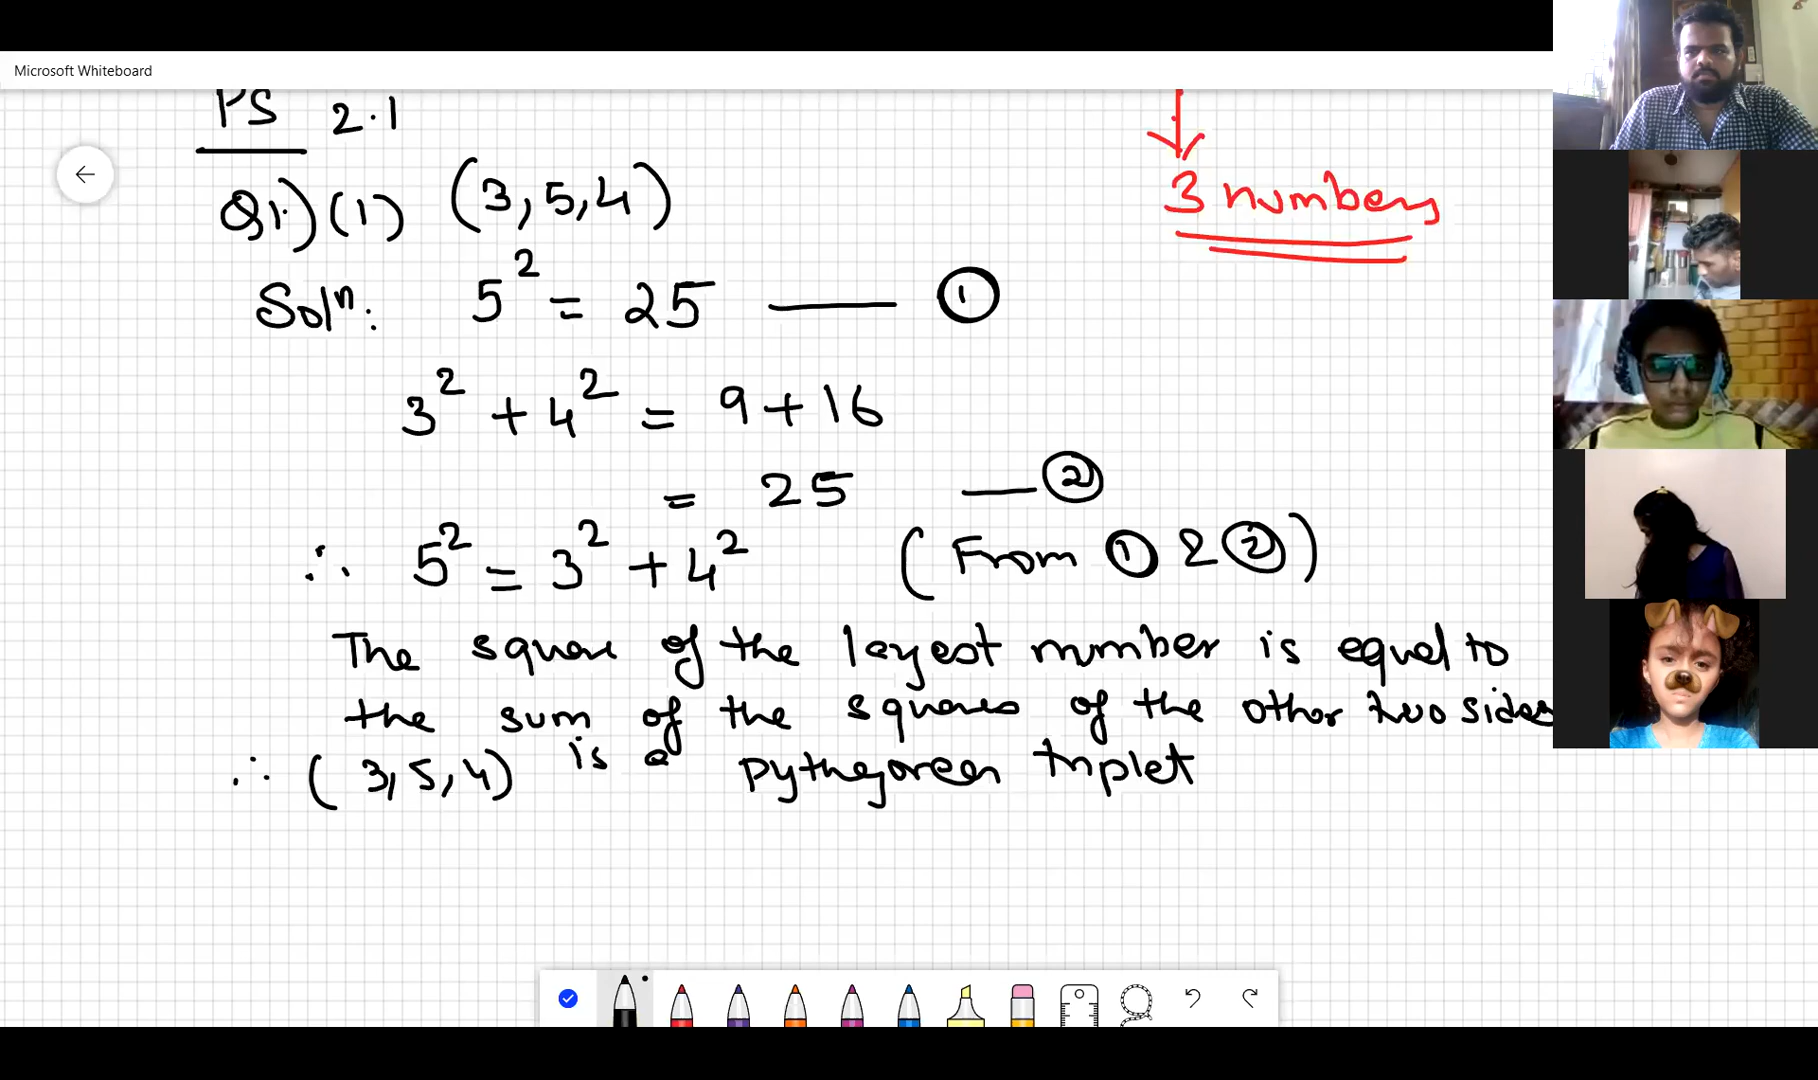 Microsoft Whiteboard
PS 2.1
Q1.) (1) (3, 5, 4)
3 numbers
Solⁿ: 5² = 25 —— ①
3² + 4² = 9 + 16
= 25 — ②
∴ 5² = 3² + 4² (From ① & ②)
The square of the largest number is equal to
the sum of the squares of the other two sides
∴ (3, 5, 4) is a pythagorean triplet